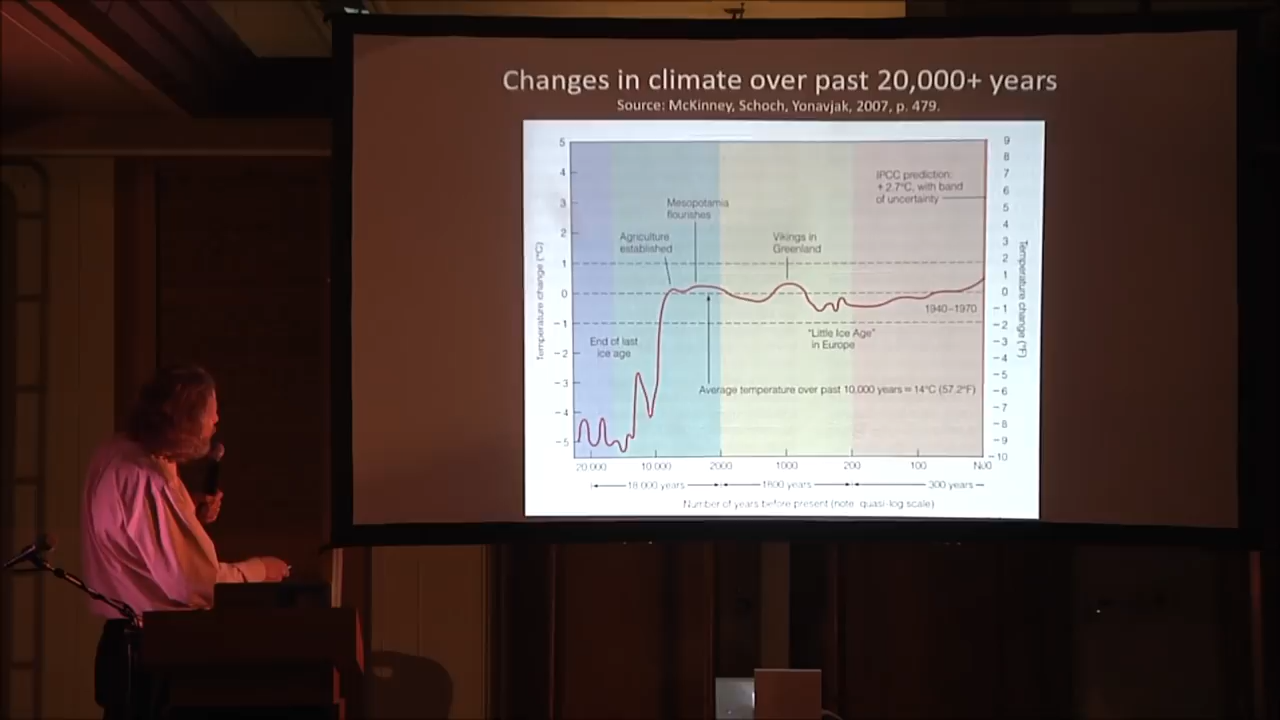 Changes in climate over past 20,000+ years
Source: McKinney, Schoch, Yonavjak, 2007, p. 479.
5
4
3
2
1
0
−1
−2
−3
−4
−5
Temperature change (°C)
9
8
7
6
5
4
3
2
1
0
−1
−2
−3
−4
−5
−6
−7
−8
−9
−10
Temperature change (°F)
IPCC prediction:
+ 2.7°C, with band
of uncertainty
Mesopotamia
flourishes
Agriculture
established
Vikings in
Greenland
1940–1970
"Little Ice Age"
in Europe
End of last
ice age
Average temperature over past 10,000 years = 14°C (57.2°F)
20 000
10 000
2000
1000
200
100
18 000 years
1800 years
300 years
Number of years before present (note: quasi-log scale)